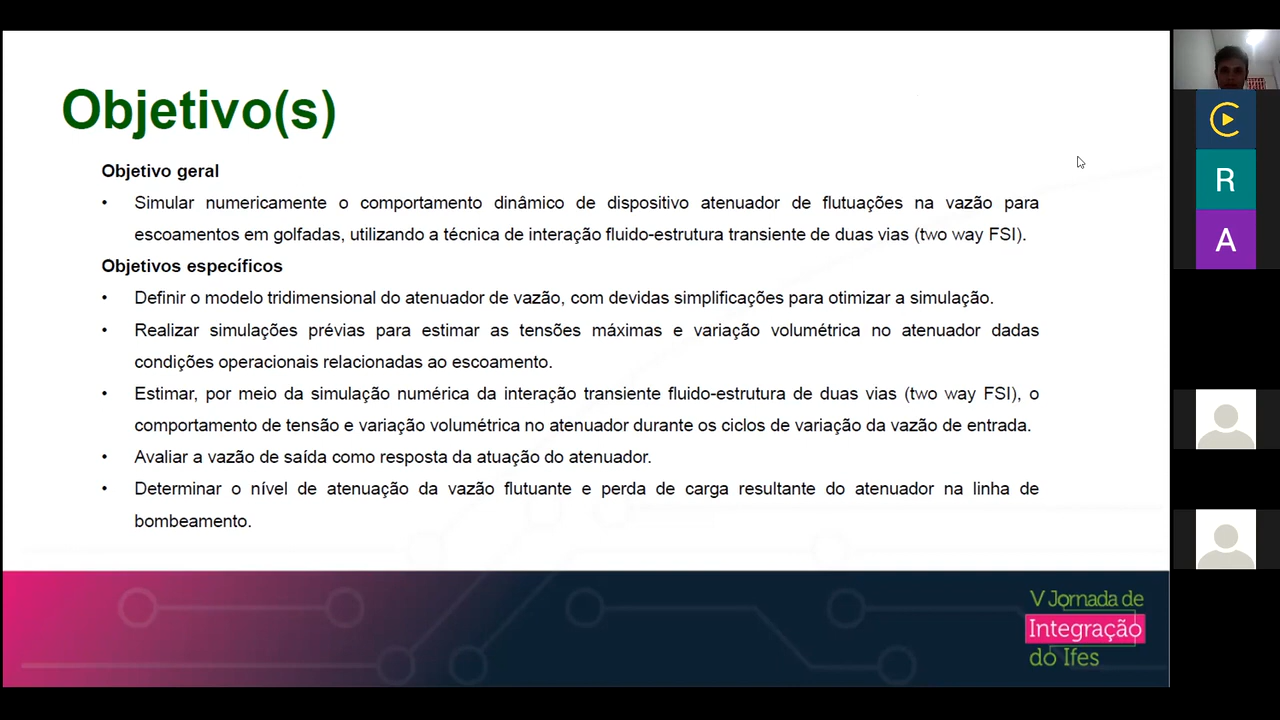 Objetivo(s)
Objetivo geral
• Simular numericamente o comportamento dinâmico de dispositivo atenuador de flutuações na vazão para
escoamentos em golfadas, utilizando a técnica de interação fluido-estrutura transiente de duas vias (two way FSI).
Objetivos específicos
• Definir o modelo tridimensional do atenuador de vazão, com devidas simplificações para otimizar a simulação.
• Realizar simulações prévias para estimar as tensões máximas e variação volumétrica no atenuador dadas
condições operacionais relacionadas ao escoamento.
• Estimar, por meio da simulação numérica da interação transiente fluido-estrutura de duas vias (two way FSI), o
comportamento de tensão e variação volumétrica no atenuador durante os ciclos de variação da vazão de entrada.
• Avaliar a vazão de saída como resposta da atuação do atenuador.
• Determinar o nível de atenuação da vazão flutuante e perda de carga resultante do atenuador na linha de
bombeamento.
V Jornada de
Integração
do Ifes
R
A